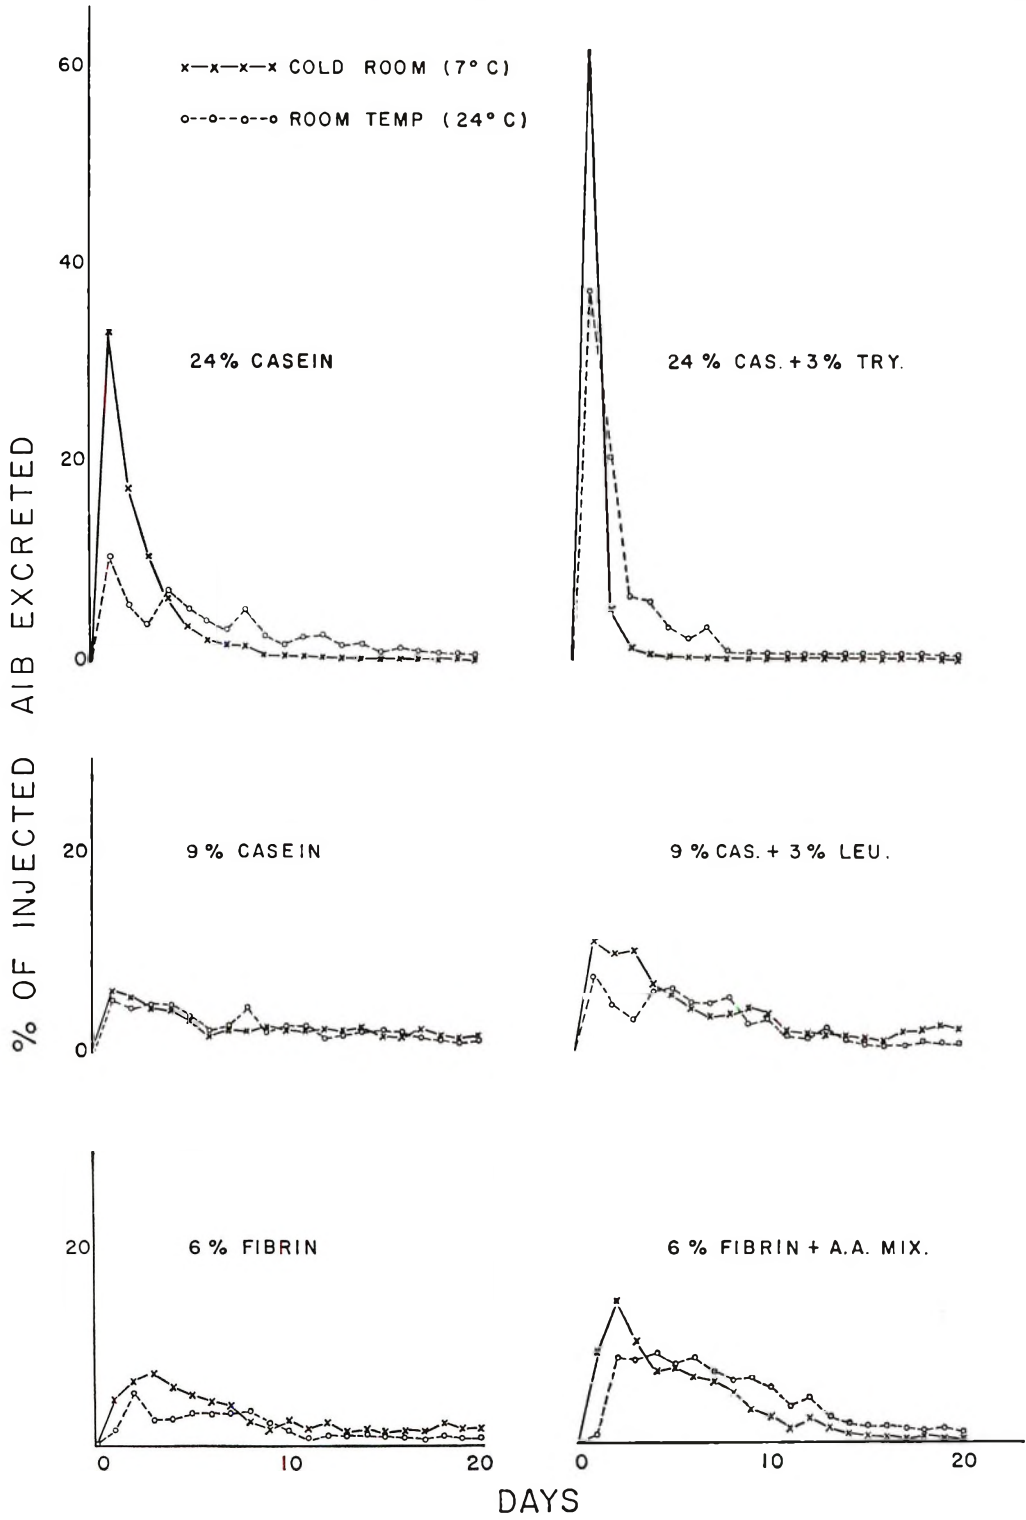 60
x—x—x—x COLD ROOM (7° C)
o--o--o--o ROOM TEMP (24° C)
40
24% CASEIN
24 % CAS. + 3% TRY.
20
0
% OF INJECTED AIB EXCRETED
20
9 % CASEIN
9 % CAS. + 3% LEU.
0
20
6 % FIBRIN
6 % FIBRIN + A.A. MIX.
0 10 20 0 10 20
DAYS